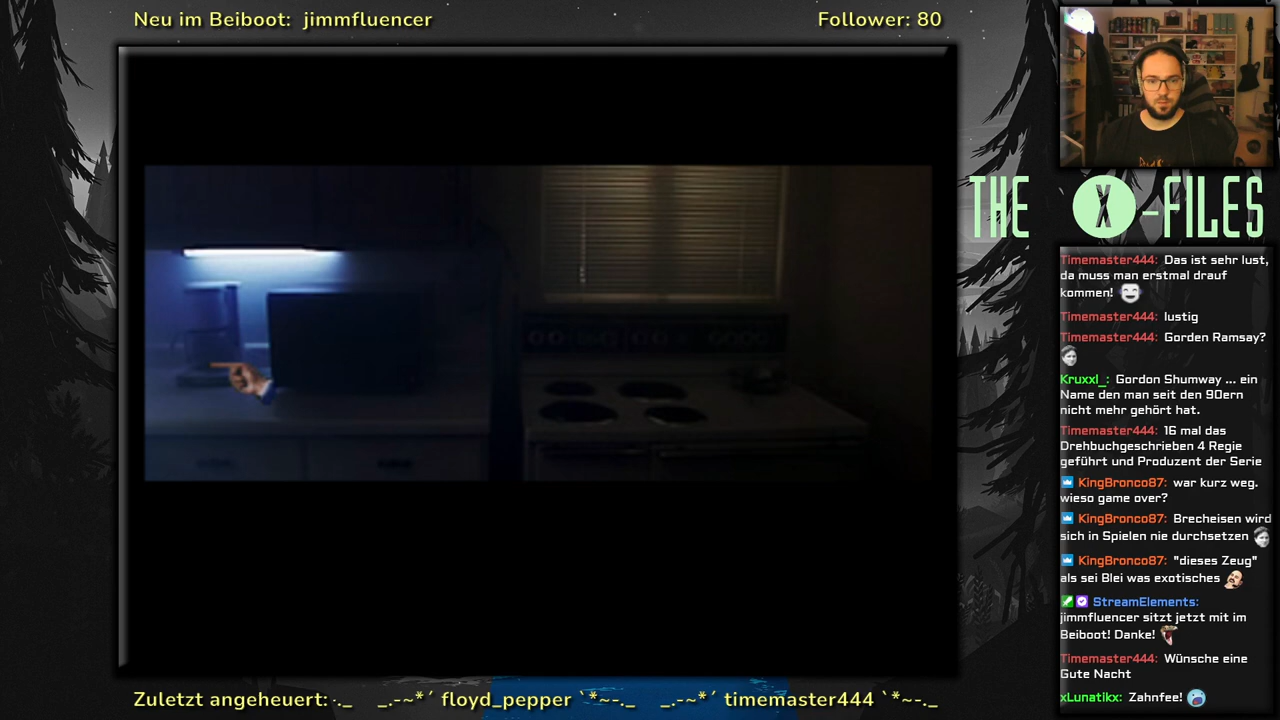 Neu im Beiboot: jimmfluencer
Follower: 80
THE X-FILES
Timemaster444: Das ist sehr lust,
da muss man erstmal drauf
kommen!
Timemaster444: lustig
Timemaster444: Gorden Ramsay?
Kruxxl_: Gordon Shumway ... ein
Name den man seit den 90ern
nicht mehr gehört hat.
Timemaster444: 16 mal das
Drehbuchgeschrieben 4 Regie
geführt und Produzent der Serie
KingBronco87: war kurz weg.
wieso game over?
KingBronco87: Brecheisen wird
sich in Spielen nie durchsetzen
KingBronco87: "dieses Zeug"
als sei Blei was exotisches
StreamElements:
jimmfluencer sitzt jetzt mit im
Beiboot! Danke!
Timemaster444: Wünsche eine
Gute Nacht
xLunatikx: Zahnfee!
Zuletzt angeheuert: -._ _.-~*´ floyd_pepper `*~-._ _.-~*´ timemaster444 `*~-._